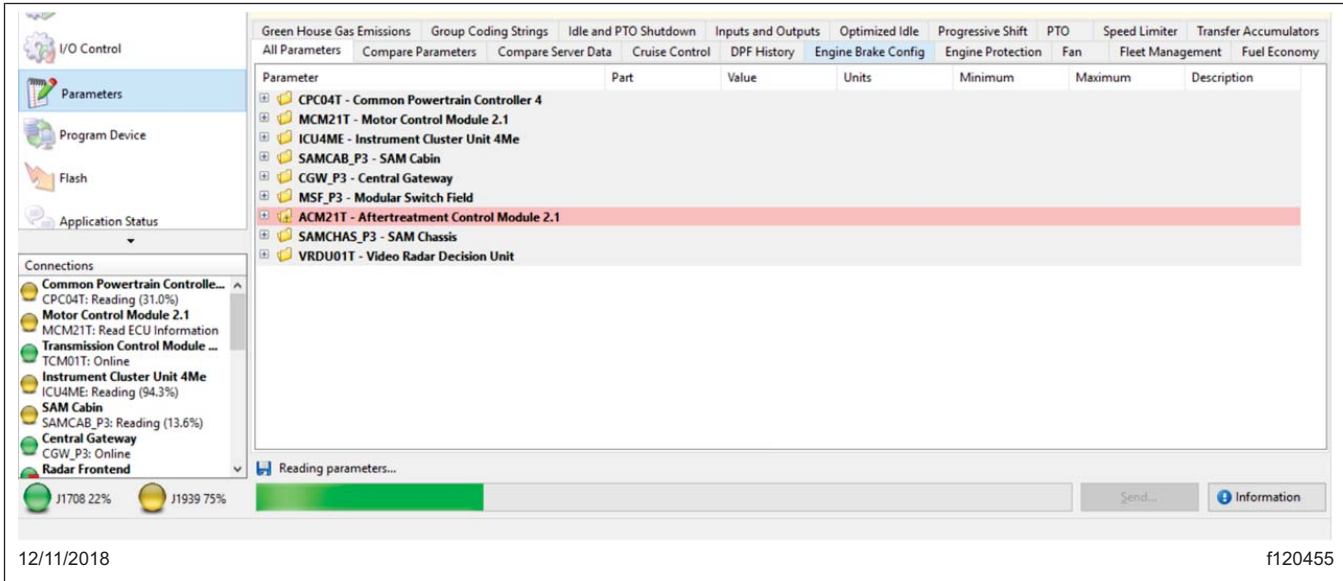 Green House Gas Emissions Group Coding Strings Idle and PTO Shutdown Inputs and Outputs Optimized Idle Progressive Shift PTO Speed Limiter Transfer Accumulators
All Parameters Compare Parameters Compare Server Data Cruise Control DPF History Engine Brake Config Engine Protection Fan Fleet Management Fuel Economy
Parameter Part Value Units Minimum Maximum Description
CPC04T - Common Powertrain Controller 4
MCM21T - Motor Control Module 2.1
ICU4ME - Instrument Cluster Unit 4Me
SAMCAB_P3 - SAM Cabin
CGW_P3 - Central Gateway
MSF_P3 - Modular Switch Field
ACM21T - Aftertreatment Control Module 2.1
SAMCHAS_P3 - SAM Chassis
VRDU01T - Video Radar Decision Unit
I/O Control
Parameters
Program Device
Flash
Application Status
Connections
Common Powertrain Controlle...
CPC04T: Reading (31.0%)
Motor Control Module 2.1
MCM21T: Read ECU Information
Transmission Control Module ...
TCM01T: Online
Instrument Cluster Unit 4Me
ICU4ME: Reading (94.3%)
SAM Cabin
SAMCAB_P3: Reading (13.6%)
Central Gateway
CGW_P3: Online
Radar Frontend
J1708 22% J1939 75%
Reading parameters...
Send... Information
12/11/2018 f120455